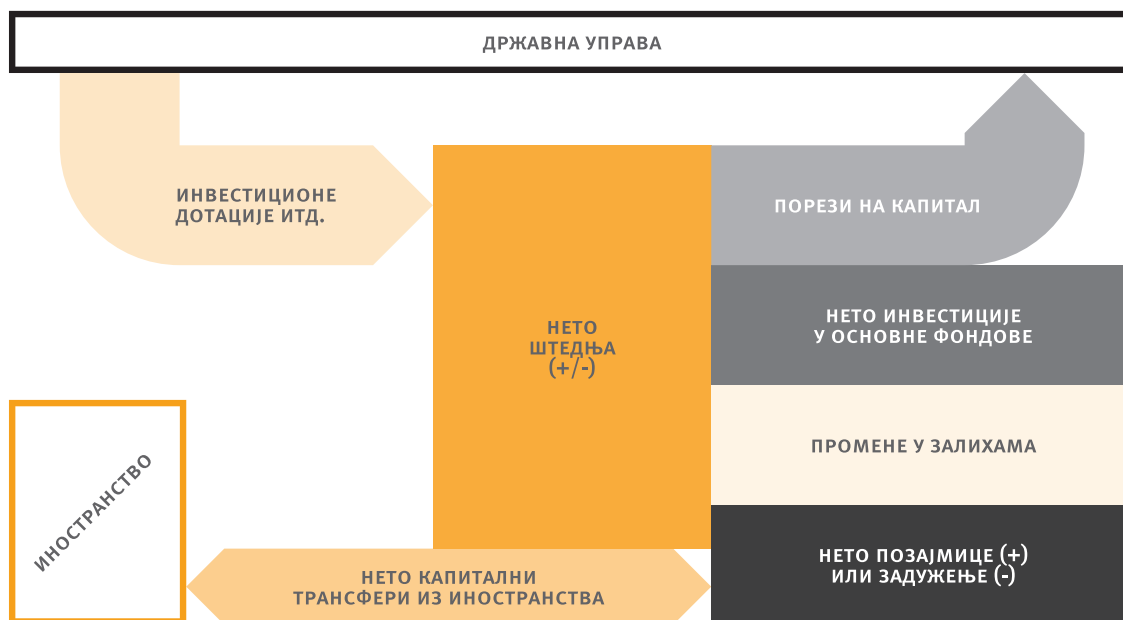 ДРЖАВНА УПРАВА
ИНВЕСТИЦИОНЕ
ДОТАЦИЈЕ ИТД.
ПОРЕЗИ НА КАПИТАЛ
НЕТО
ШТЕДЊА
(+/-)
НЕТО ИНВЕСТИЦИЈЕ
У ОСНОВНЕ ФОНДОВЕ
ПРОМЕНЕ У ЗАЛИХАМА
ИНОСТРАНСТВО
НЕТО КАПИТАЛНИ
ТРАНСФЕРИ ИЗ ИНОСТРАНСТВА
НЕТО ПОЗАЈМИЦЕ (+)
ИЛИ ЗАДУЖЕЊЕ (-)